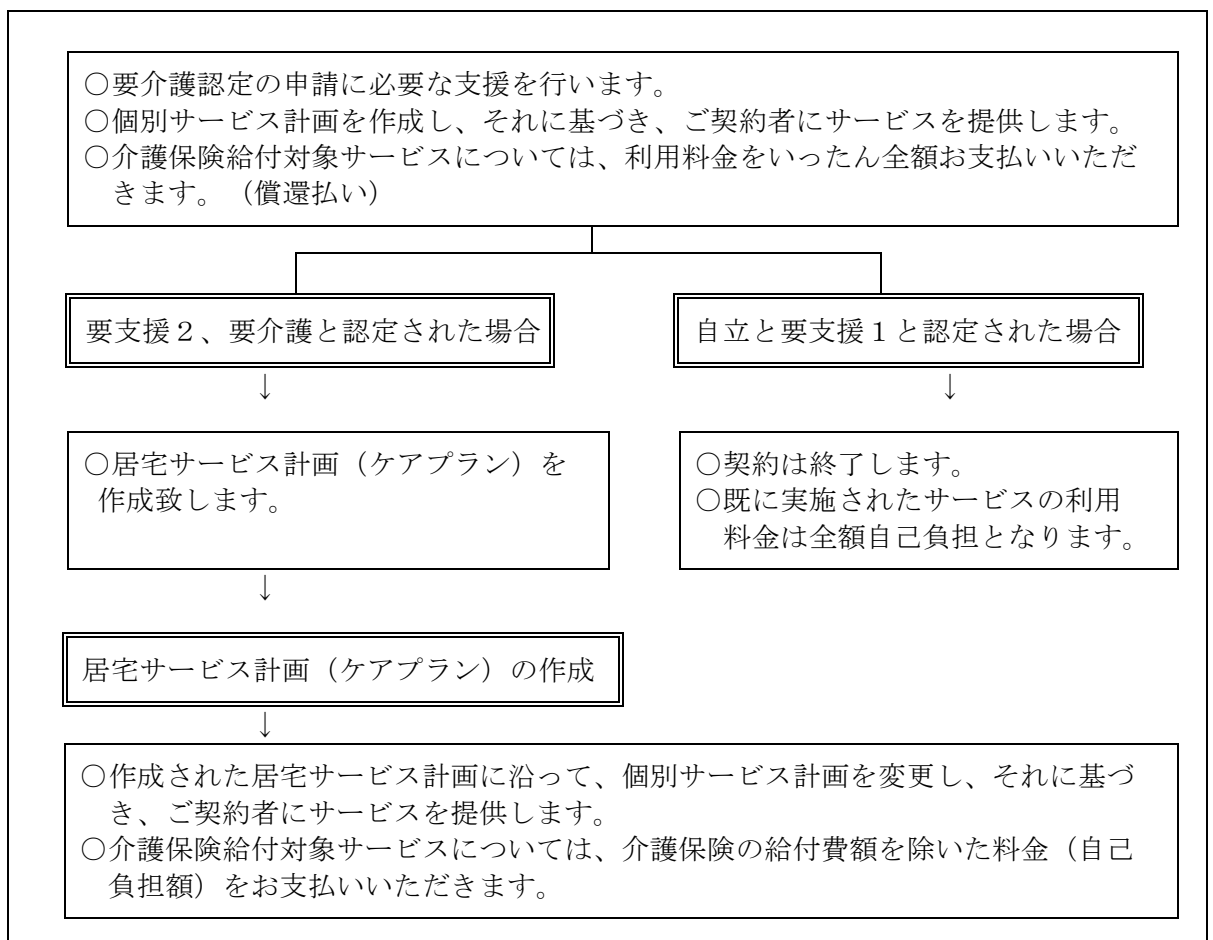 ○要介護認定の申請に必要な支援を行います。
○個別サービス計画を作成し、それに基づき、ご契約者にサービスを提供します。
○介護保険給付対象サービスについては、利用料金をいったん全額お支払いいただ
きます。（償還払い）
要支援２、要介護と認定された場合
自立と要支援１と認定された場合
↓
↓
○居宅サービス計画（ケアプラン）を
作成致します。
○契約は終了します。
○既に実施されたサービスの利用
料金は全額自己負担となります。
↓
居宅サービス計画（ケアプラン）の作成
↓
○作成された居宅サービス計画に沿って、個別サービス計画を変更し、それに基づ
き、ご契約者にサービスを提供します。
○介護保険給付対象サービスについては、介護保険の給付費額を除いた料金（自己
負担額）をお支払いいただきます。